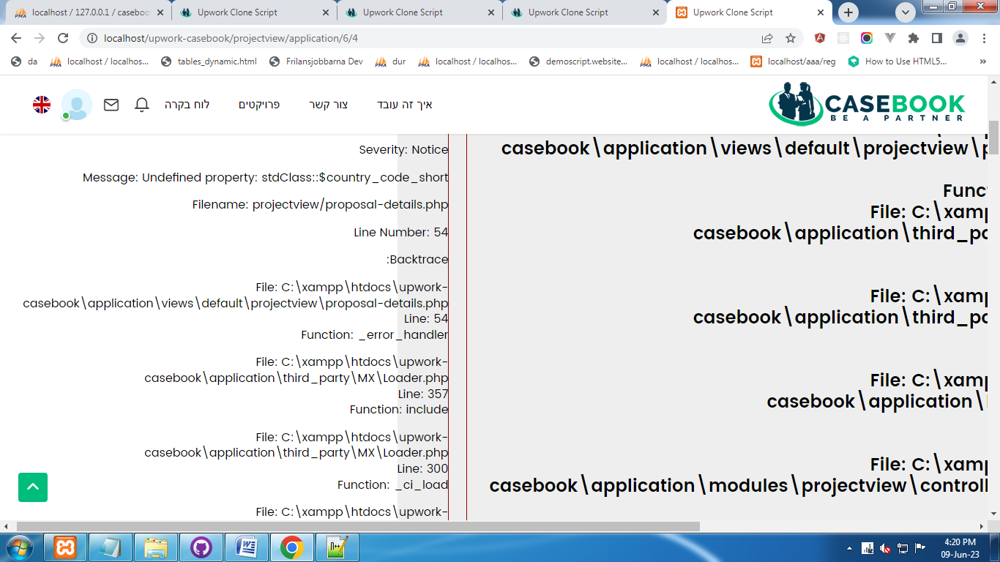 localhost / 127.0.0.1 / casebo
Upwork Clone Script
Upwork Clone Script
Upwork Clone Script
Upwork Clone Script
localhost/upwork-casebook/projectview/application/6/4
da
PMA
localhost / localhos...
tables_dynamic.html
Frilansjobbarna Dev
PMA
dur
PMA
localhost / localhos...
demoscript.website...
PMA
localhost / localhos...
localhost/aaa/reg
How to Use HTML5...
»
CASEBOOK
BE A PARTNER
איך זה עובד
צור קשר
פרויקטים
לוח בקרה
Severity: Notice
Message: Undefined property: stdClass::$country_code_short
Filename: projectview/proposal-details.php
Line Number: 54
:Backtrace
File: C:\xampp\htdocs\upwork-
casebook\application\views\default\projectview\proposal-details.php
Line: 54
Function: _error_handler
File: C:\xampp\htdocs\upwork-
casebook\application\third_party\MX\Loader.php
Line: 357
Function: include
File: C:\xampp\htdocs\upwork-
casebook\application\third_party\MX\Loader.php
Line: 300
Function: _ci_load
File: C:\xampp\htdocs\upwork-
casebook\application\views\default\projectview\p
Func
File: C:\xamp
casebook\application\third_pa
File: C:\xamp
casebook\application\third_pa
File: C:\xamp
casebook\application\
File: C:\xamp
casebook\application\modules\projectview\controll
4:20 PM
09-Jun-23